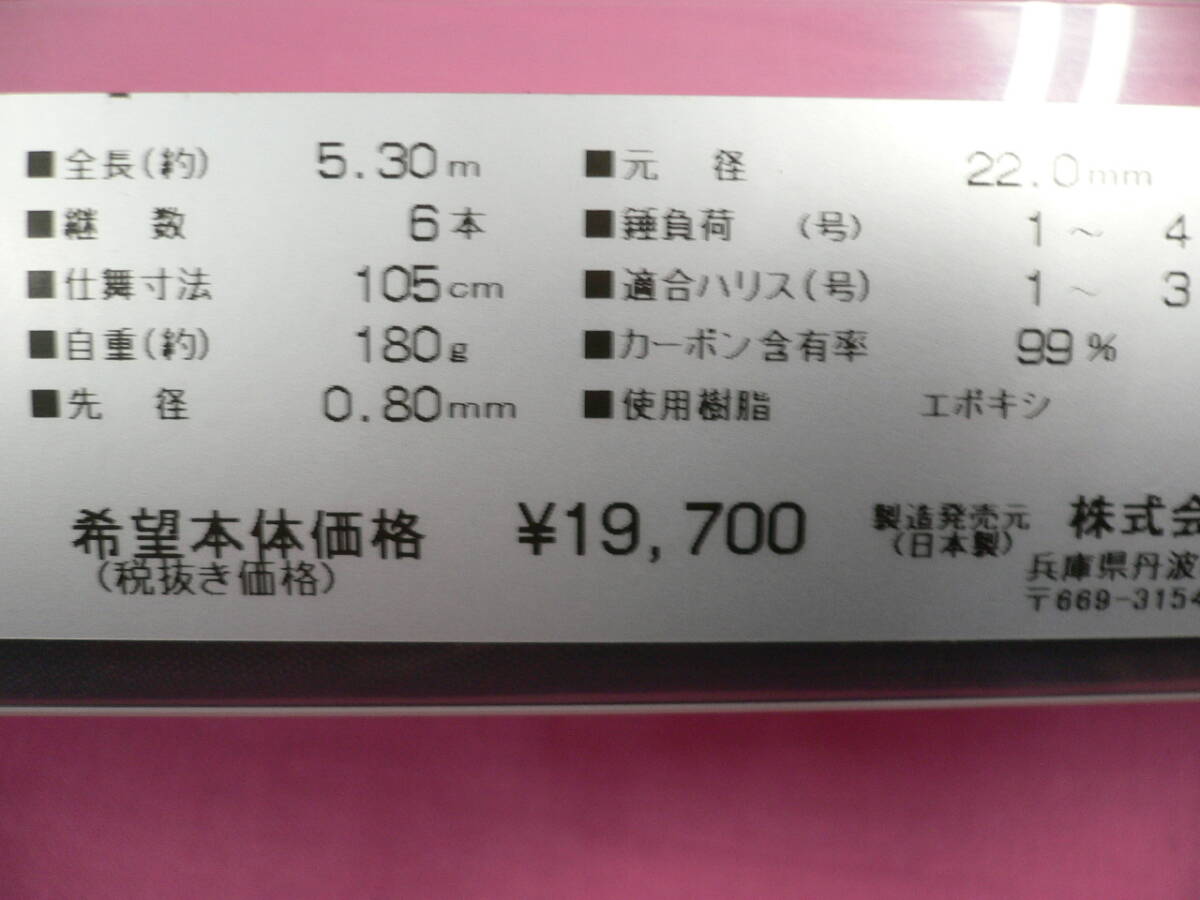 ■全長(約) 5.30m ■元 径 22.0mm
■継 数 6本 ■錘負荷 (号) 1～ 4
■仕舞寸法 105cm ■適合ハリス(号) 1～ 3
■自重(約) 180g ■カーボン含有率 99%
■先 径 0.80mm ■使用樹脂 エポキシ
希望本体価格 ¥19,700 製造発売元 株式会
(税抜き価格) (日本製) 兵庫県丹波
〒669-3154